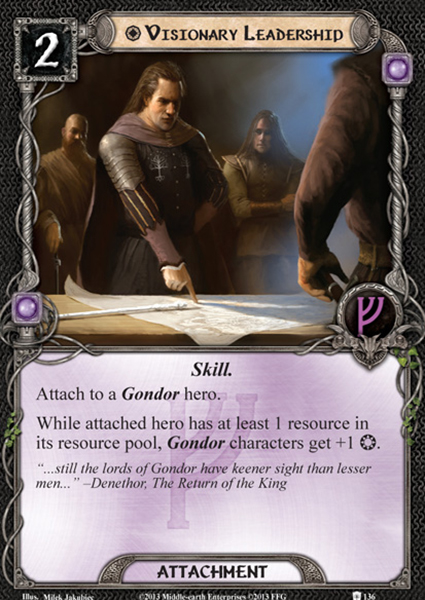 2
VISIONARY LEADERSHIP
Skill.
Attach to a Gondor hero.
While attached hero has at least 1 resource in
its resource pool, Gondor characters get +1 .
“...still the lords of Gondor have keener sight than lesser
men...” –Denethor, The Return of the King
ATTACHMENT
Illus. Milek Jakubiec ©2013 Middle-earth Enterprises ©2013 FFG 136